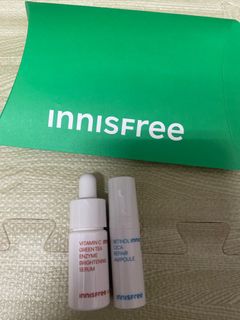 innisfree
VITAMIN C
GREEN TEA
ENZYME
BRIGHTENING
SERUM
RETINOL
CICA
REPAIR
AMPOULE
innisfree
innisfree